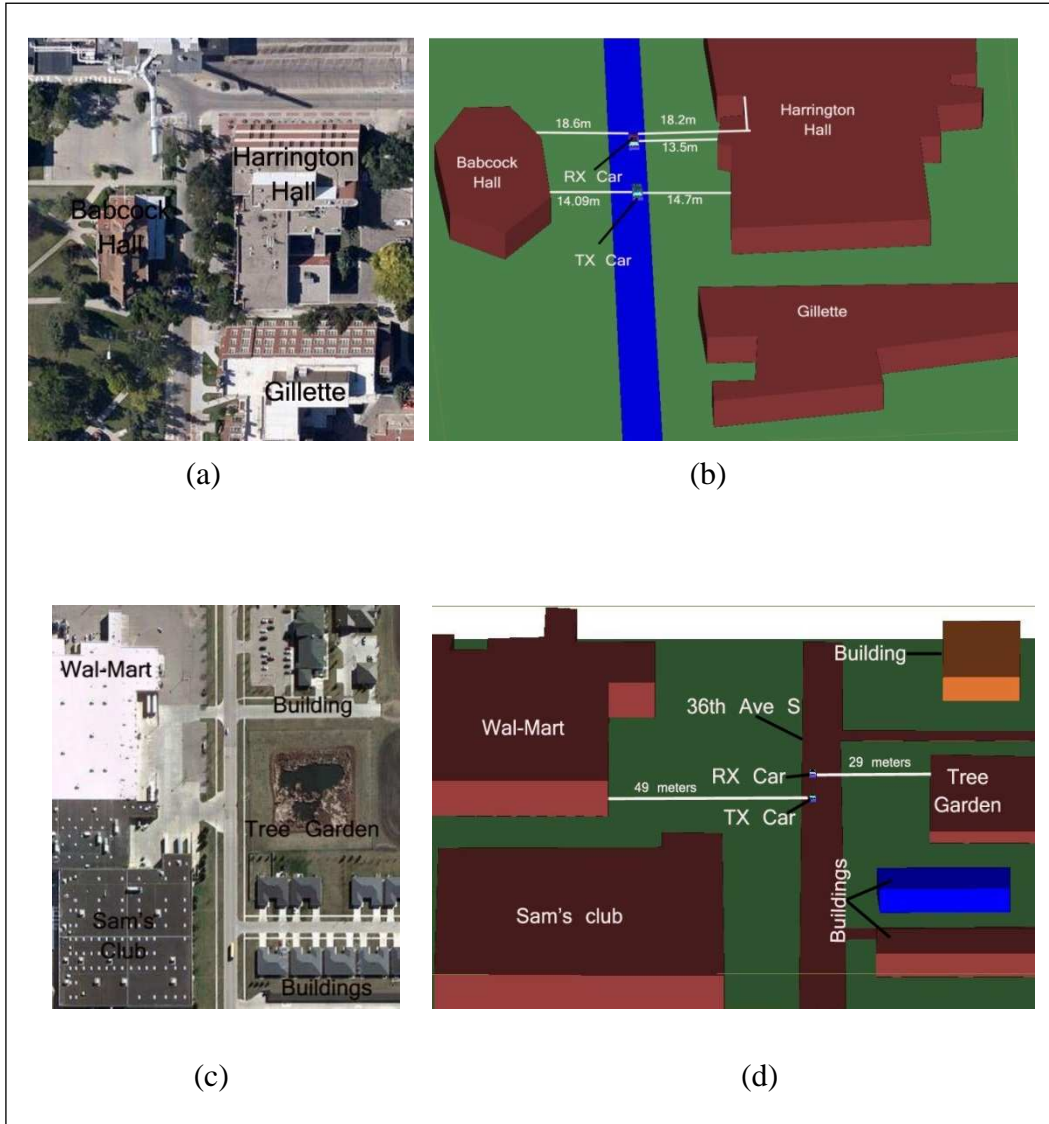 Harrington
Hall
Babcock
Hall
Gillette
(a)
18.6m
18.2m
13.5m
Harrington
Hall
Babcock
Hall
RX Car
14.09m
14.7m
TX Car
Gillette
(b)
Wal-Mart
Building
Tree Garden
Sam's
Club
Buildings
(c)
Building
Wal-Mart
36th Ave S
RX Car
29 meters
Tree
Garden
49 meters
TX Car
Sam's club
Buildings
(d)